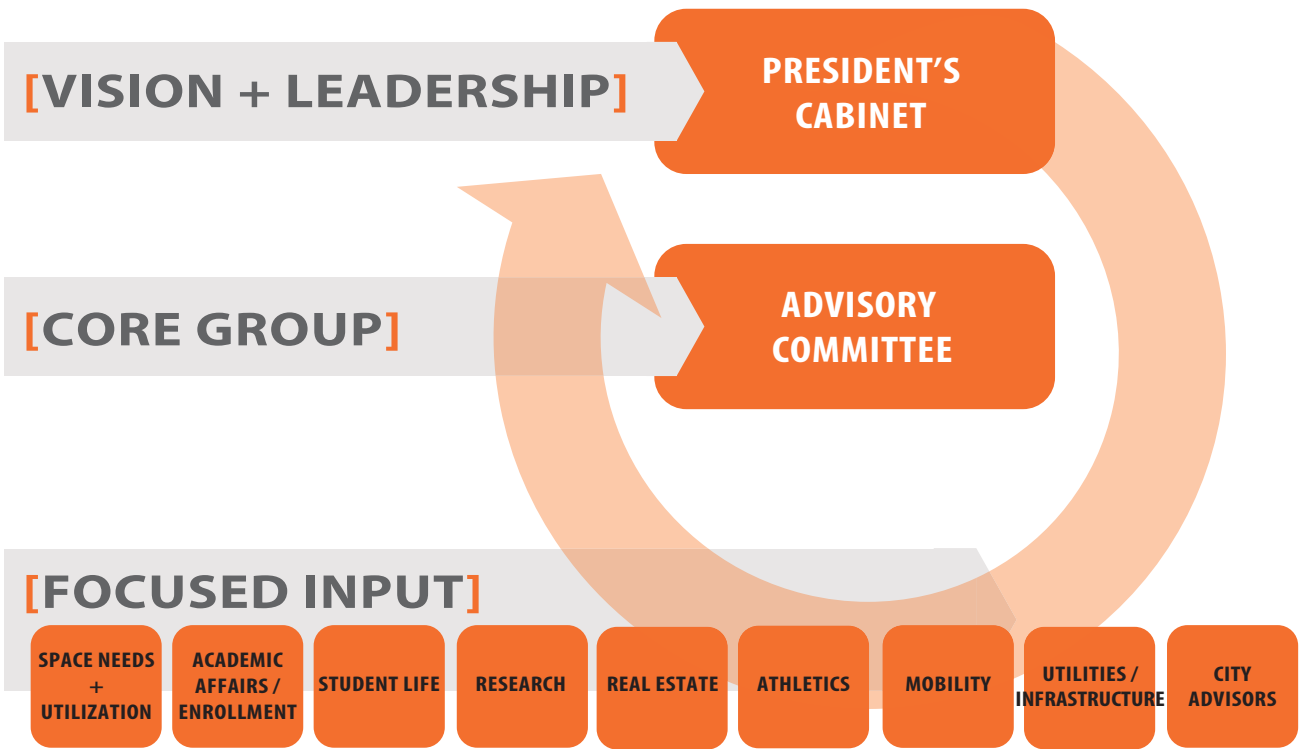 [VISION + LEADERSHIP]
PRESIDENT'S
CABINET
[CORE GROUP]
ADVISORY
COMMITTEE
[FOCUSED INPUT]
SPACE NEEDS
+
UTILIZATION
ACADEMIC
AFFAIRS /
ENROLLMENT
STUDENT LIFE
RESEARCH
REAL ESTATE
ATHLETICS
MOBILITY
UTILITIES /
INFRASTRUCTURE
CITY
ADVISORS